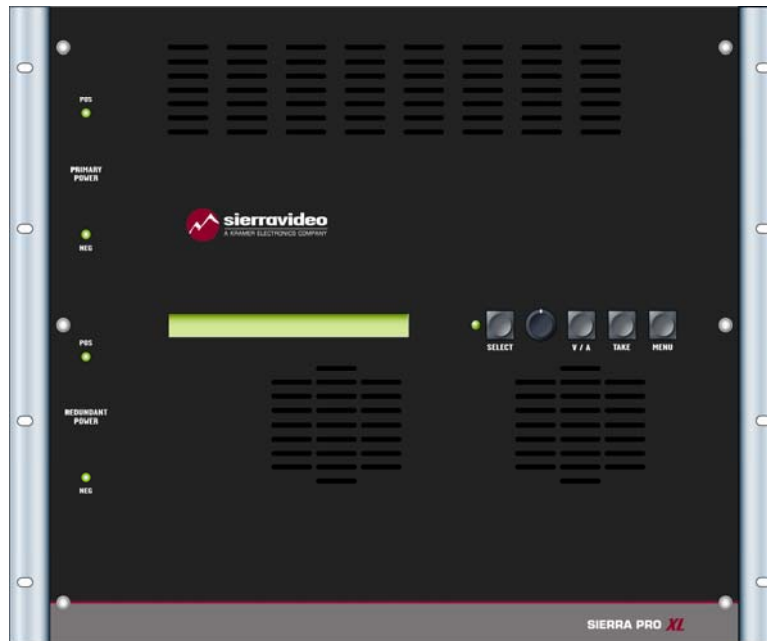 POS
PRIMARY
POWER
NEG
sierravideo
A KRAMER ELECTRONICS COMPANY
SELECT
V / A
TAKE
MENU
POS
REDUNDANT
POWER
NEG
SIERRA PRO XL